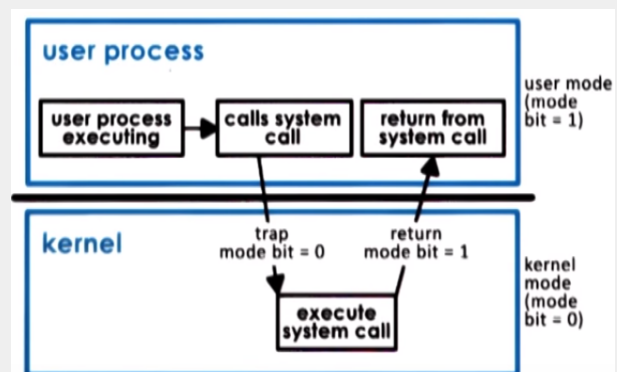 user process
user process
executing
calls system
call
return from
system call
user mode
(mode
bit = 1)
trap
mode bit = 0
return
mode bit = 1
kernel
execute
system call
kernel
mode
(mode
bit = 0)